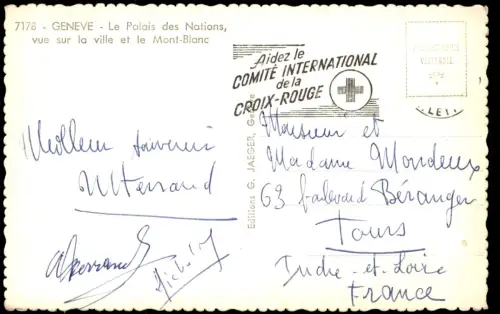 7178 - GENEVE - Le Palais des Nations,
vue sur la ville et le Mont-Blanc
Aidez le
COMITÉ INTERNATIONAL
de la
CROIX-ROUGE
Editions G. JAEGER, Genève
Meilleur souvenir
Monsieur et
Madame Mondeux
63 boulevard Béranger
Tours
Indre-et-Loire
France